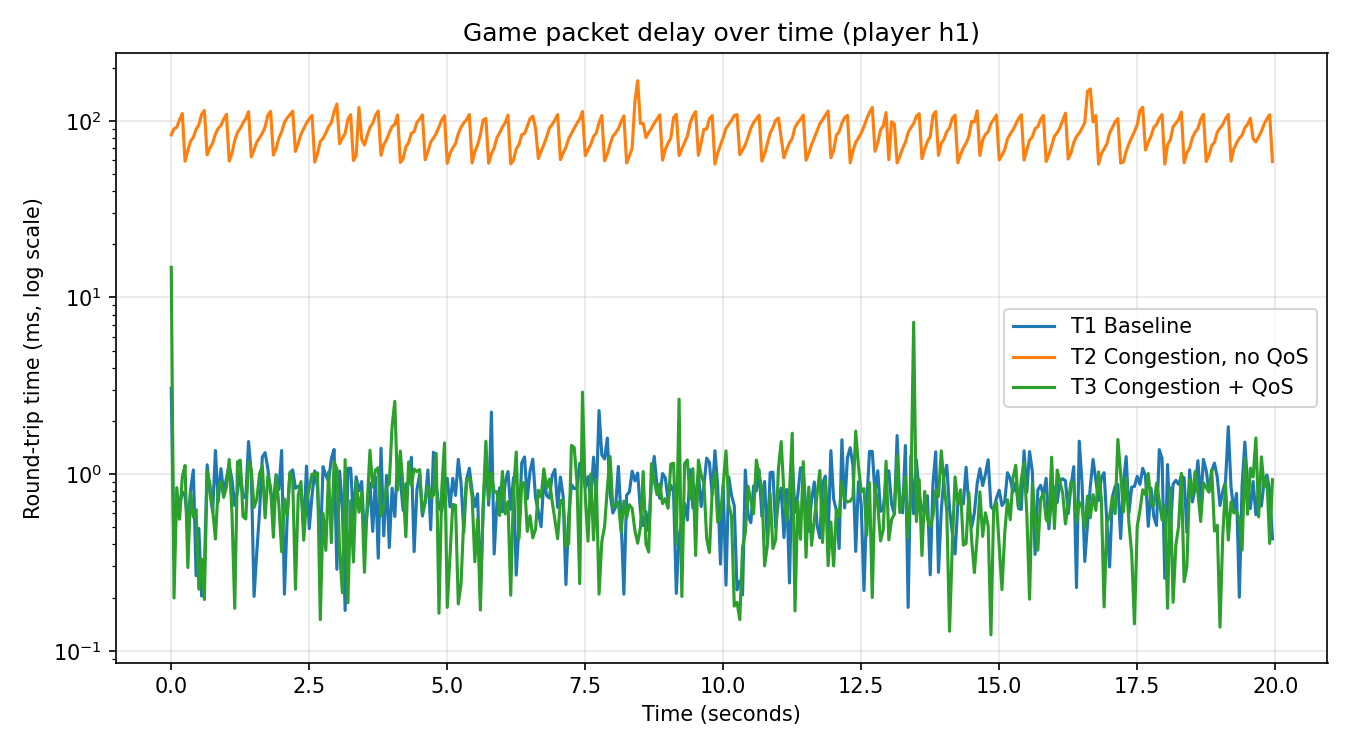 Game packet delay over time (player h1)
Round-trip time (ms, log scale)
10²
10¹
10⁰
10⁻¹
T1 Baseline
T2 Congestion, no QoS
T3 Congestion + QoS
0.0 2.5 5.0 7.5 10.0 12.5 15.0 17.5 20.0
Time (seconds)